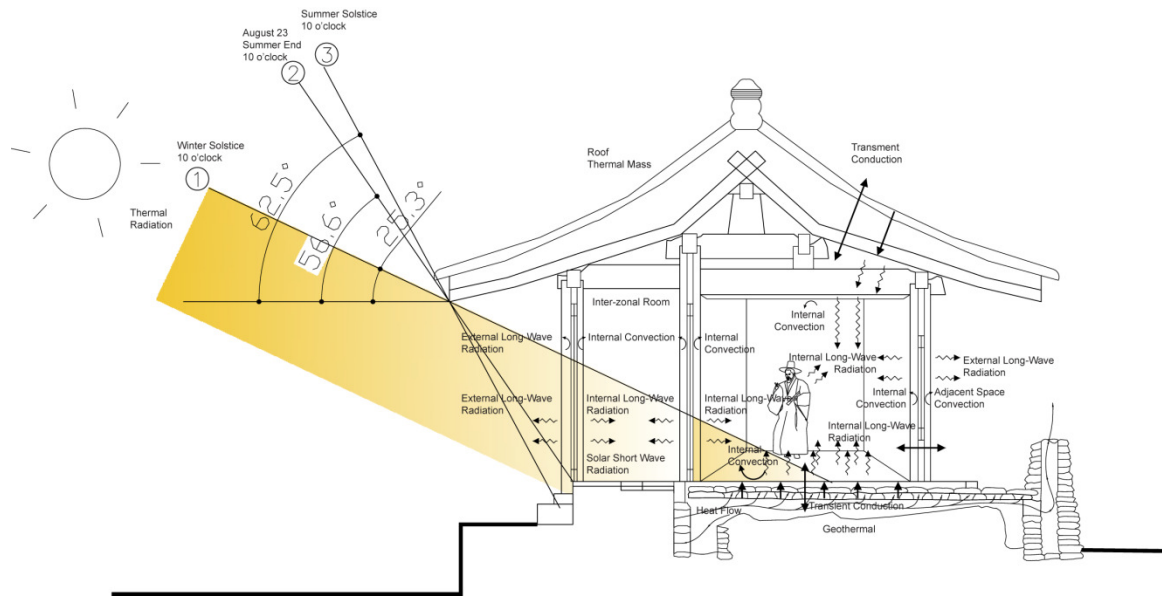 Summer Solstice
10 o'clock
③
August 23
Summer End
10 o'clock
②
Winter Solstice
10 o'clock
①
Thermal
Radiation
62.5°
56.6°
25.3°
Roof
Thermal Mass
Transment
Conduction
Inter-zonal Room
Internal
Convection
External Long-Wave
Radiation
Internal Convection
Internal
Convection
Internal Long-Wave
Radiation
External Long-Wave
Radiation
External Long-Wave
Radiation
Internal Long-Wave
Radiation
Internal Long-Wave
Radiation
Internal
Convection
Adjacent Space
Convection
Internal Long-Wave
Radiation
Solar Short Wave
Radiation
Internal
Convection
Heat Flow
Transient Conduction
Geothermal